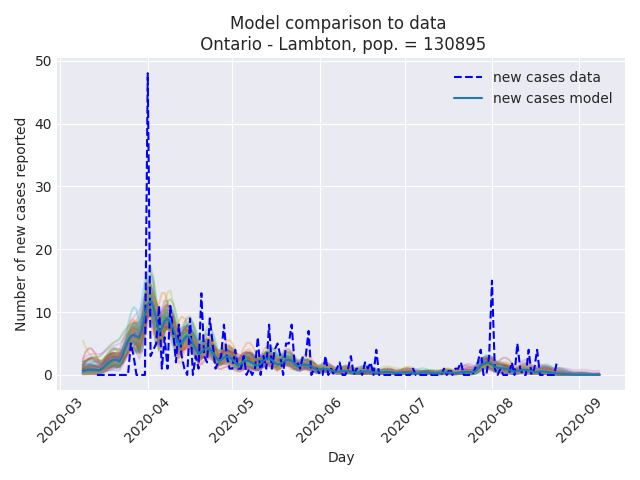 Model comparison to data
Ontario - Lambton, pop. = 130895
new cases data
new cases model
Number of new cases reported
50
40
30
20
10
0
2020-03
2020-04
2020-05
2020-06
2020-07
2020-08
2020-09
Day